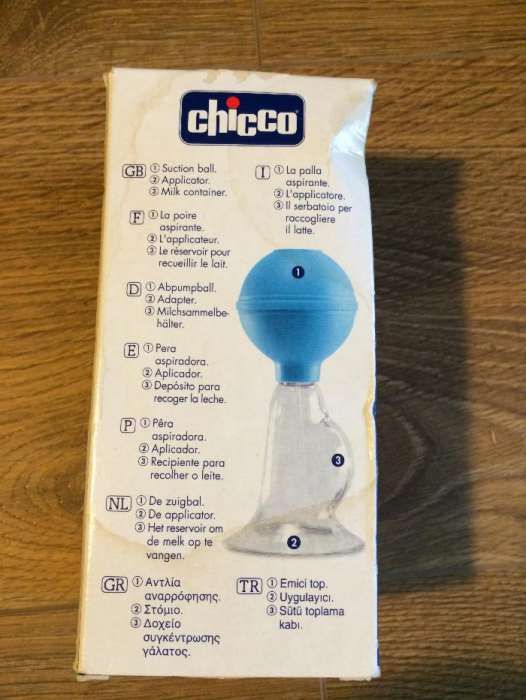 chicco
GB ① Suction ball.
② Applicator.
③ Milk container.
F ① La poire
aspirante.
② L'applicateur.
③ Le réservoir pour
recueillir le lait.
D ① Abpumpball.
② Adapter.
③ Milchsammelbe-
hälter.
E ① Pera
aspiradora.
② Aplicador.
③ Depósito para
recoger la leche.
P ① Pêra
aspiradora.
② Aplicador.
③ Recipiente para
recolher o leite.
NL ① De zuigbal.
② De applicator.
③ Het reservoir om
de melk op te
vangen.
GR ① Αντλία
αναρρόφησης.
② Στόμιο.
③ Δοχείο
συγκέντρωσης
γάλατος.
I ① La palla
aspirante.
② L'applicatore.
③ Il serbatoio per
raccogliere
il latte.
1
3
2
TR ① Emici top.
② Uygulayıcı.
③ Sütü toplama
kabı.